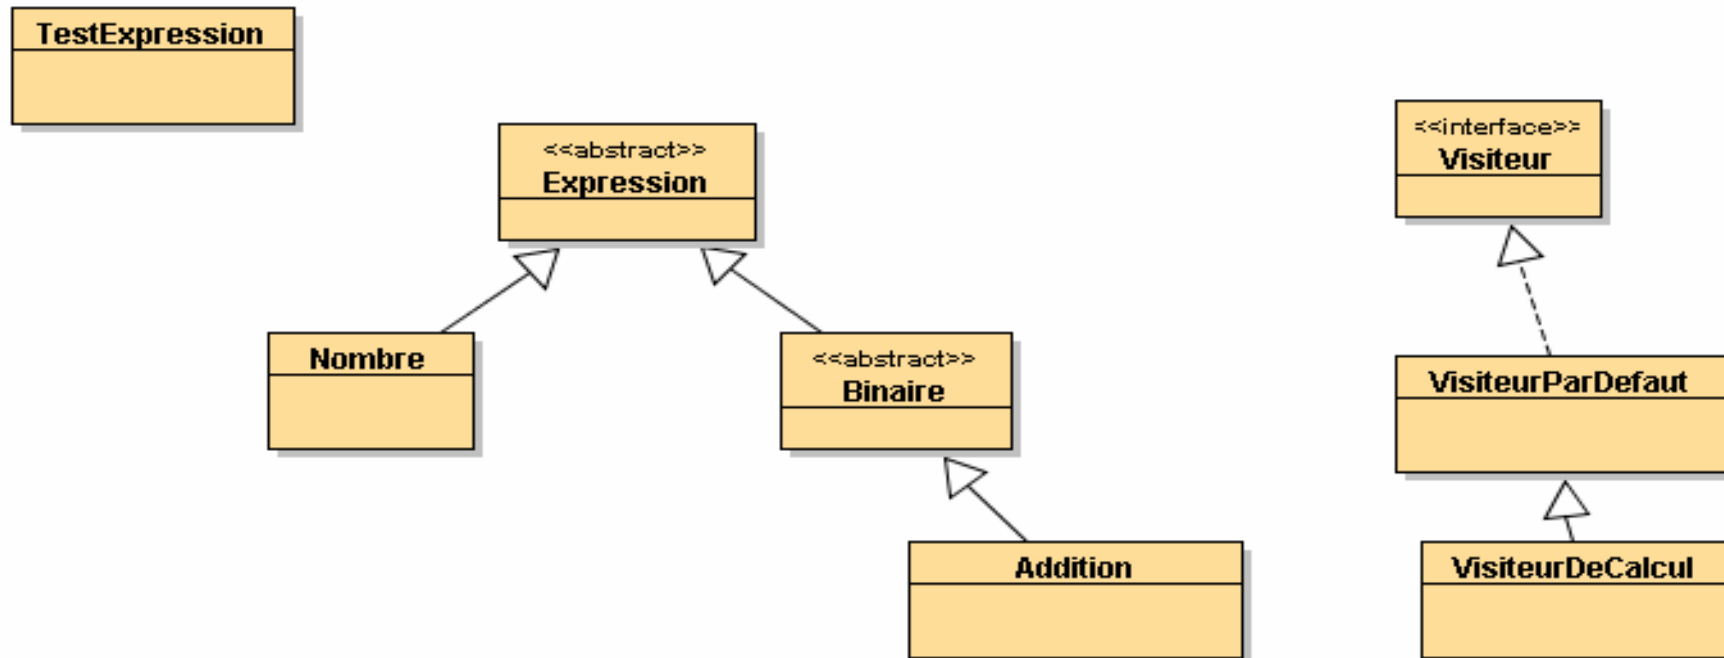 TestExpression
<<abstract>>
Expression
<<interface>>
Visiteur
Nombre
<<abstract>>
Binaire
VisiteurParDefaut
Addition
VisiteurDeCalcul